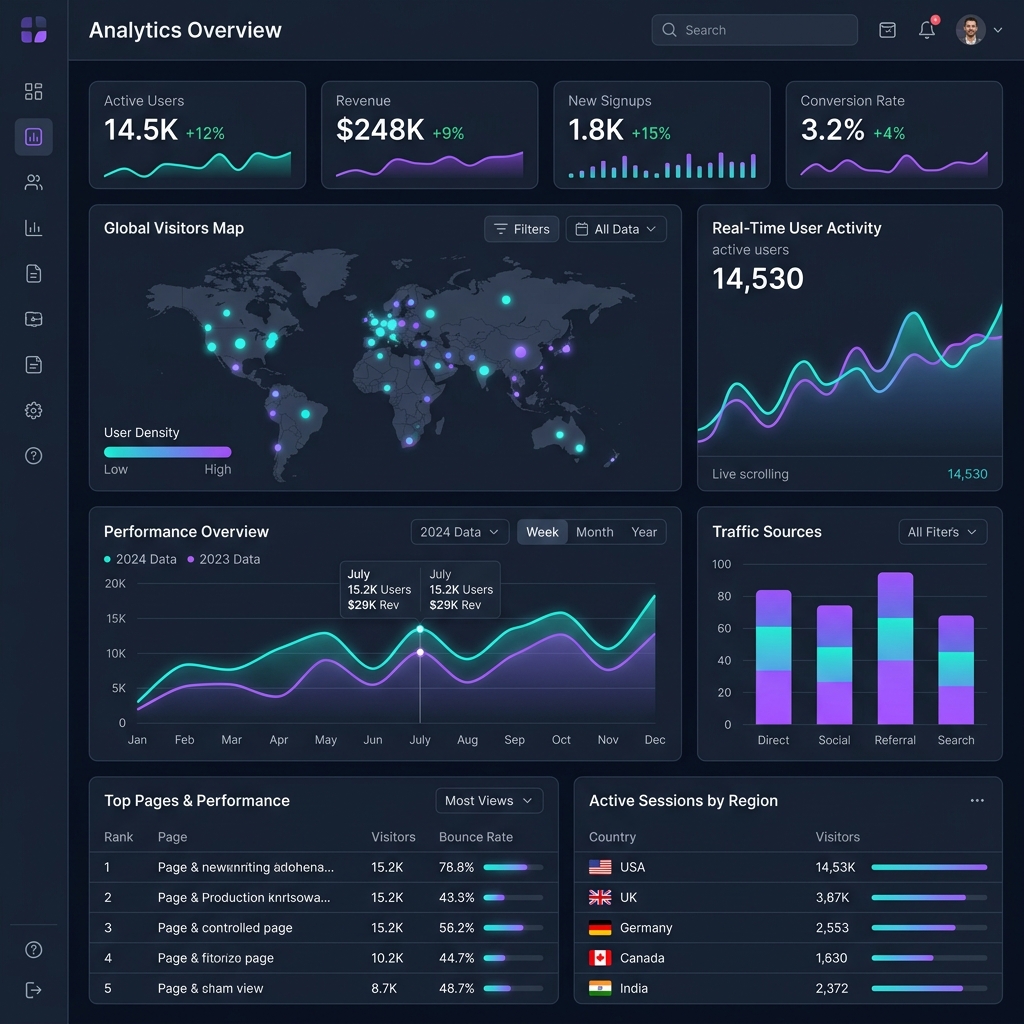 Analytics Overview
Search
Active Users
14.5K +12%
Revenue
$248K +9%
New Signups
1.8K +15%
Conversion Rate
3.2% +4%
Global Visitors Map
Filters
All Data
User Density
Low High
Real-Time User Activity
active users
14,530
Live scrolling 14,530
Performance Overview
2024 Data
Week Month Year
2024 Data 2023 Data
July
15.2K Users
$29K Rev
July
15.2K Users
$29K Rev
20K
15K
10K
5K
0
Jan Feb Mar Apr May Jun July Aug Sep Oct Nov Dec
Traffic Sources
100
80
60
40
20
0
Direct Social Referral Search
Top Pages & Performance
Most Views
Rank Page Visitors Bounce Rate
1 Page & 15.2K 78.8%
2 Page & Production 15.2K 43.3%
3 Page & controlled page 15.2K 56.2%
4 Page & page 10.2K 44.7%
5 Page & sham view 8.7K 48.7%
Active Sessions by Region
Country Visitors
USA 14,53K
UK 3,87K
Germany 2,553
Canada 1,630
India 2,372